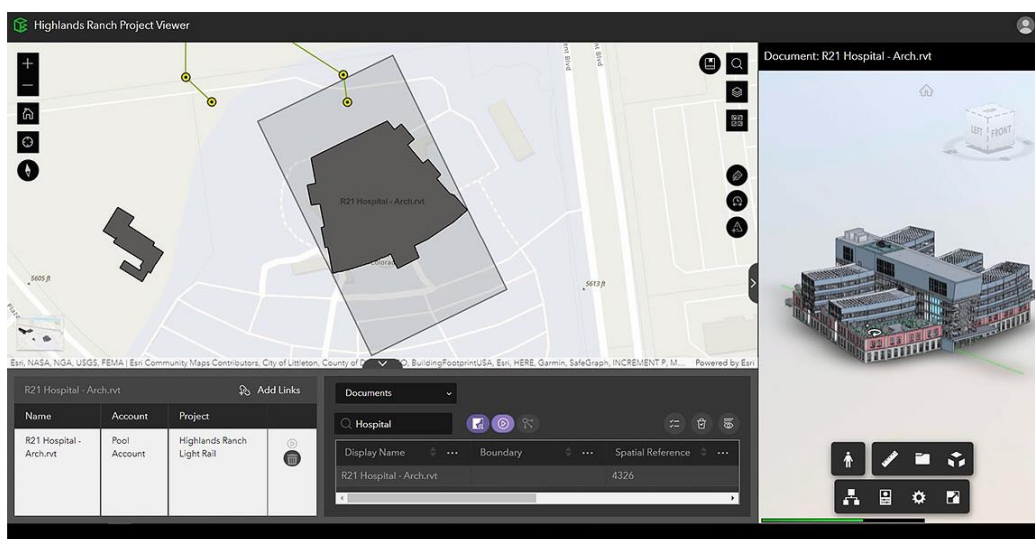 Highlands Ranch Project Viewer
Document: R21 Hospital - Arch.rvt
LEFT
FRONT
R21 Hospital - Arch.rvt
5605 ft
5613 ft
Esri, NASA, NGA, USGS, FEMA | Esri Community Maps Contributors, City of Littleton, County of D
O, BuildingFootprintUSA, Esri, HERE, Garmin, SafeGraph, INCREMENT P, M...
Powered by Esri
R21 Hospital - Arch.rvt
Add Links
Name Account Project
R21 Hospital - Arch.rvt
Pool Account
Highlands Ranch Light Rail
Documents
Hospital
Display Name ... Boundary ... Spatial Reference ...
R21 Hospital - Arch.rvt 4326